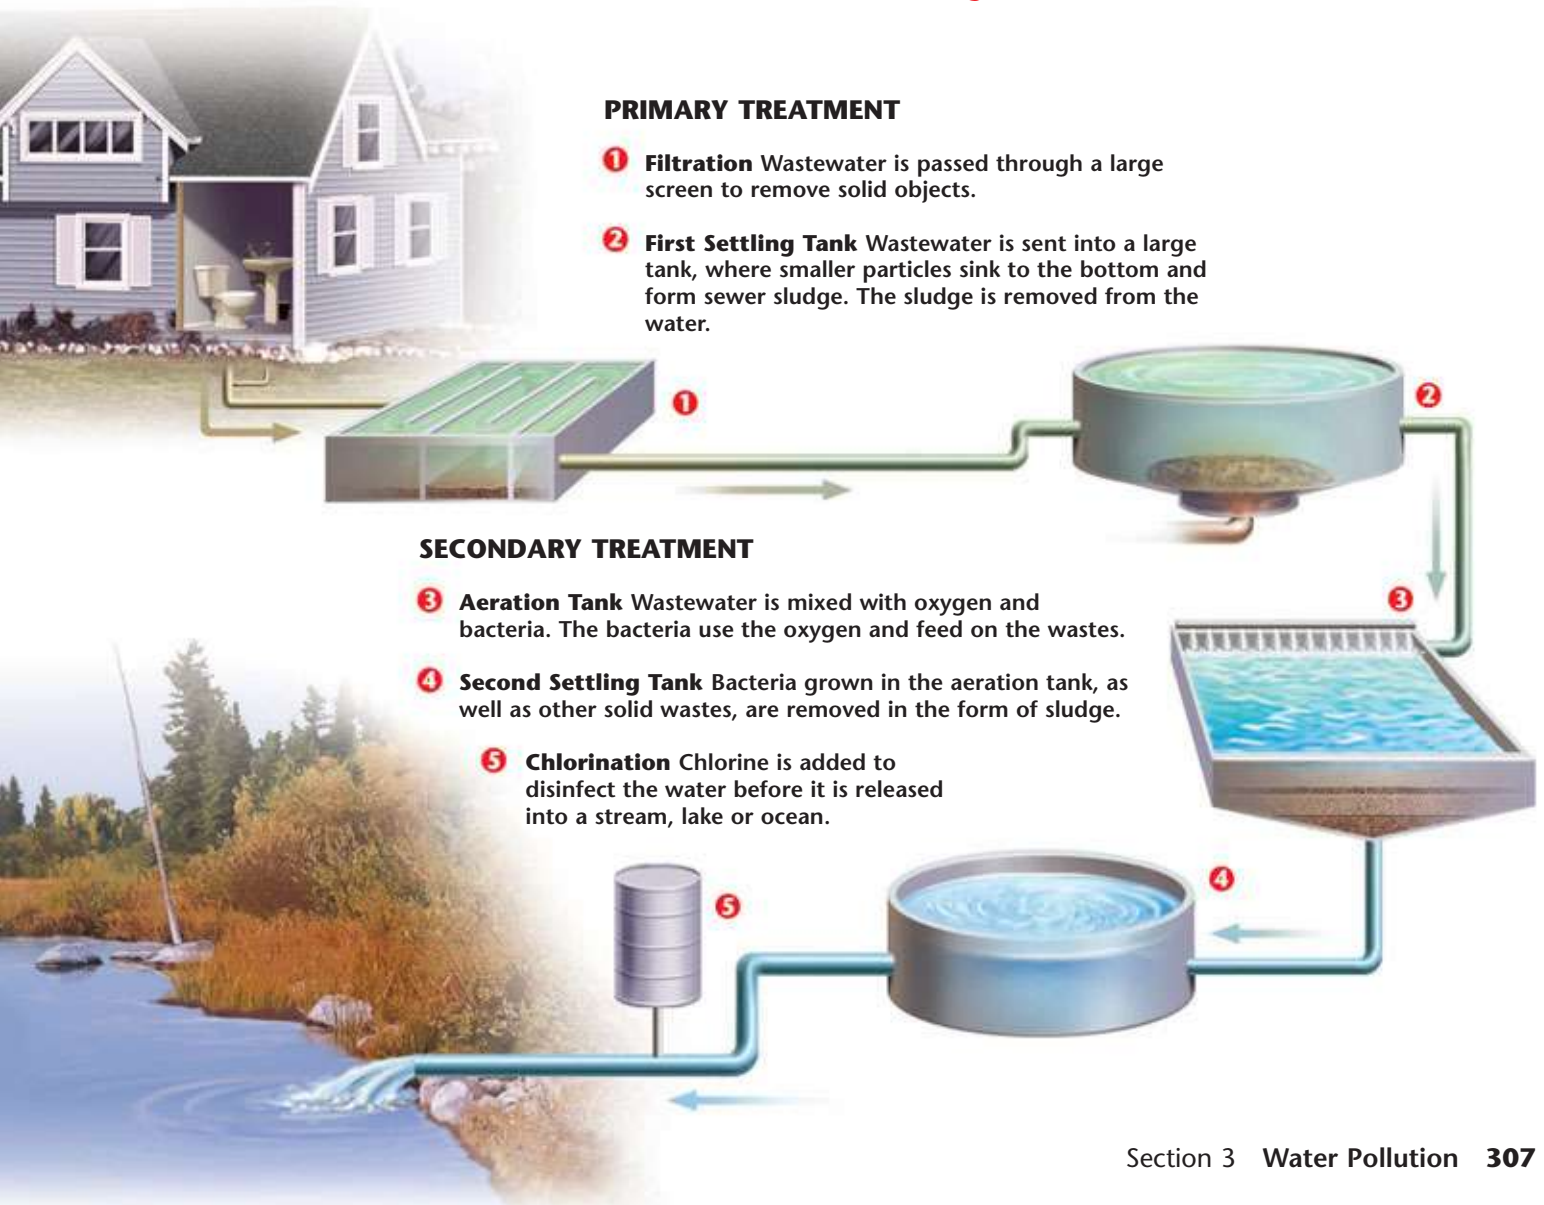 PRIMARY TREATMENT
1 Filtration Wastewater is passed through a large
screen to remove solid objects.
2 First Settling Tank Wastewater is sent into a large
tank, where smaller particles sink to the bottom and
form sewer sludge. The sludge is removed from the
water.
1
2
SECONDARY TREATMENT
3 Aeration Tank Wastewater is mixed with oxygen and
bacteria. The bacteria use the oxygen and feed on the wastes.
3
4 Second Settling Tank Bacteria grown in the aeration tank, as
well as other solid wastes, are removed in the form of sludge.
5 Chlorination Chlorine is added to
disinfect the water before it is released
into a stream, lake or ocean.
4
5
Section 3 Water Pollution 307